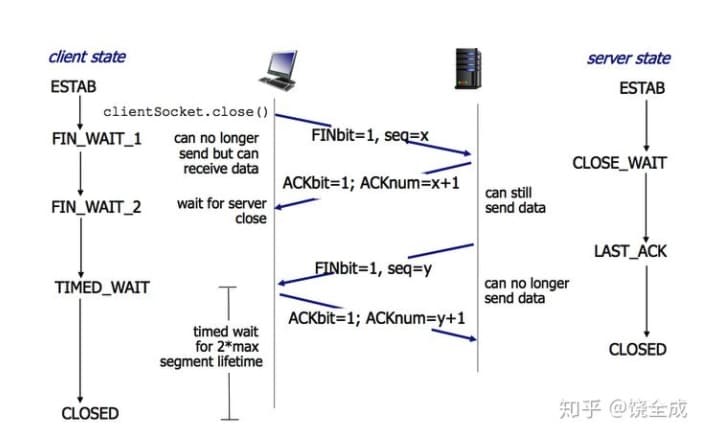 client state
server state
ESTAB
ESTAB
clientSocket.close()
FIN_WAIT_1
can no longer
send but can
receive data
FINbit=1, seq=x
CLOSE_WAIT
ACKbit=1; ACKnum=x+1
FIN_WAIT_2
wait for server
close
can still
send data
LAST_ACK
FINbit=1, seq=y
TIMED_WAIT
can no longer
send data
ACKbit=1; ACKnum=y+1
timed wait
for 2*max
segment lifetime
CLOSED
CLOSED
知乎 @饶全成